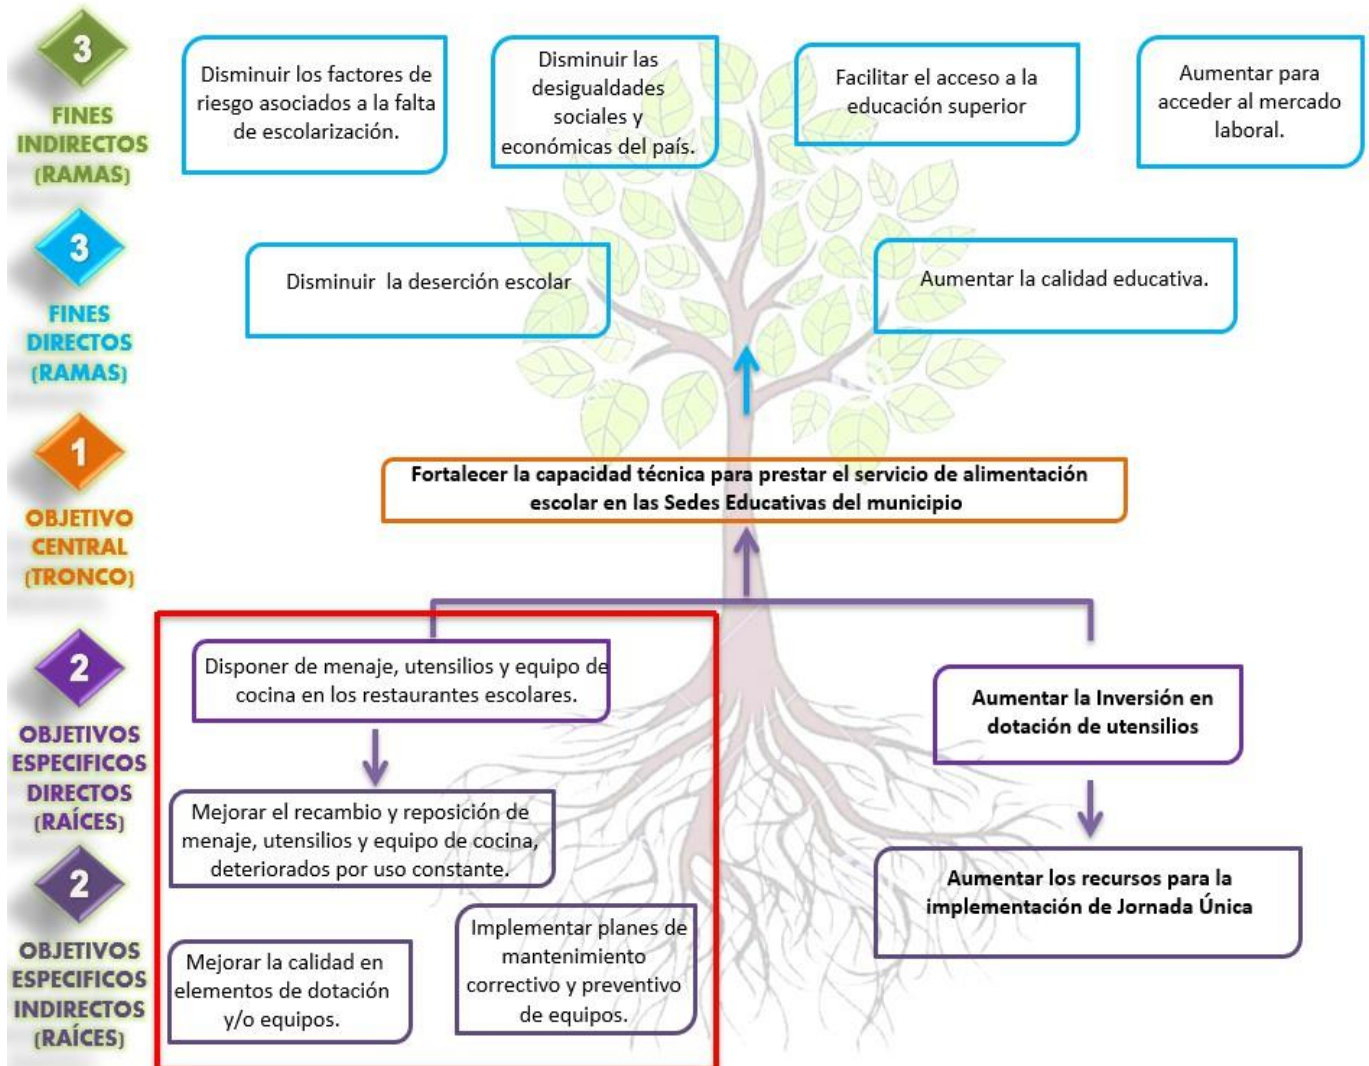 3
FINES
INDIRECTOS
(RAMAS)
Disminuir los factores de
riesgo asociados a la falta
de escolarización.
Disminuir las
desigualdades
sociales y
económicas del país.
Facilitar el acceso a la
educación superior
Aumentar para
acceder al mercado
laboral.
3
FINES
DIRECTOS
(RAMAS)
Disminuir la deserción escolar
Aumentar la calidad educativa.
1
OBJETIVO
CENTRAL
(TRONCO)
Fortalecer la capacidad técnica para prestar el servicio de alimentación
escolar en las Sedes Educativas del municipio
2
OBJETIVOS
ESPECIFICOS
DIRECTOS
(RAÍCES)
Disponer de menaje, utensilios y equipo de
cocina en los restaurantes escolares.
Aumentar la Inversión en
dotación de utensilios
2
OBJETIVOS
ESPECIFICOS
INDIRECTOS
(RAÍCES)
Mejorar el recambio y reposición de
menaje, utensilios y equipo de cocina,
deteriorados por uso constante.
Mejorar la calidad en
elementos de dotación
y/o equipos.
Implementar planes de
mantenimiento
correctivo y preventivo
de equipos.
Aumentar los recursos para la
implementación de Jornada Única